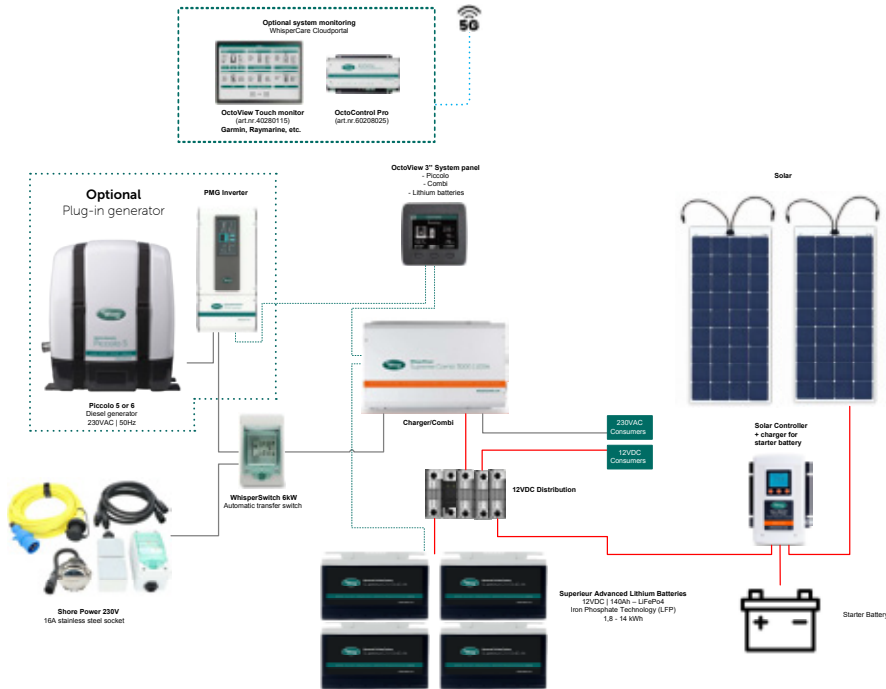 Optional system monitoring
WhisperCare Cloudportal
5G
OctoView Touch monitor
(art.nr.40280115)
Garmin, Raymarine, etc.
OctoControl Pro
(art.nr.60208025)
Optional
Plug-in generator
PMG Inverter
OctoView 3" System panel
- Piccolo
- Combi
- Lithium batteries
Solar
Piccolo 5
Piccolo 5 or 6
Diesel generator
230VAC | 50Hz
Charger/Combi
230VAC
Consumers
12VDC
Consumers
Solar Controller
+ charger for
starter battery
WhisperSwitch 6kW
Automatic transfer switch
12VDC Distribution
Shore Power 230V
16A stainless steel socket
Superieur Advanced Lithium Batteries
12VDC | 140Ah – LiFePo4
Iron Phosphate Technology (LFP)
1,8 - 14 kWh
Starter Battery